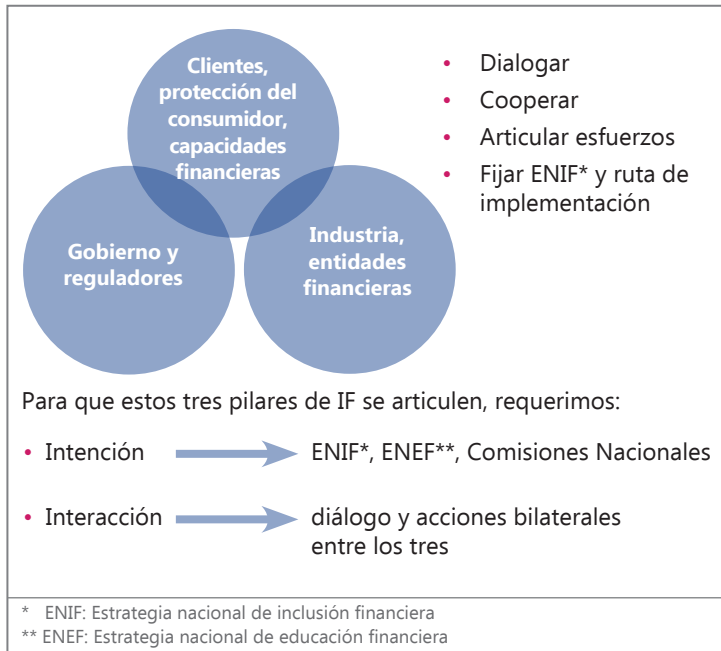 Clientes,
protección del
consumidor,
capacidades
financieras
Gobierno y
reguladores
Industria,
entidades
financieras
• Dialogar
• Cooperar
• Articular esfuerzos
• Fijar ENIF* y ruta de
implementación
Para que estos tres pilares de IF se articulen, requerimos:
• Intención
ENIF*, ENEF**, Comisiones Nacionales
• Interacción
diálogo y acciones bilaterales
entre los tres
* ENIF: Estrategia nacional de inclusión financiera
** ENEF: Estrategia nacional de educación financiera